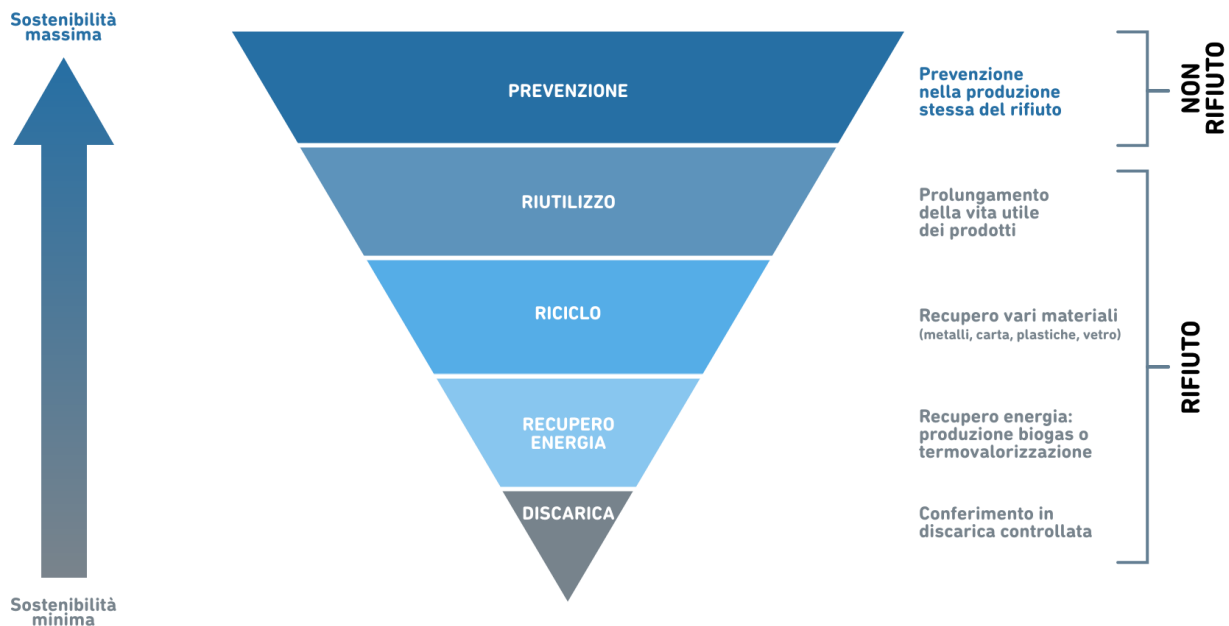 Sostenibilità
massima
PREVENZIONE
Prevenzione
nella produzione
stessa del rifiuto
NON
RIFIUTO
RIUTILIZZO
Prolungamento
della vita utile
dei prodotti
RICICLO
Recupero vari materiali
(metalli, carta, plastiche, vetro)
RIFIUTO
RECUPERO
ENERGIA
Recupero energia:
produzione biogas o
termovalorizzazione
DISCARICA
Conferimento in
discarica controllata
Sostenibilità
minima